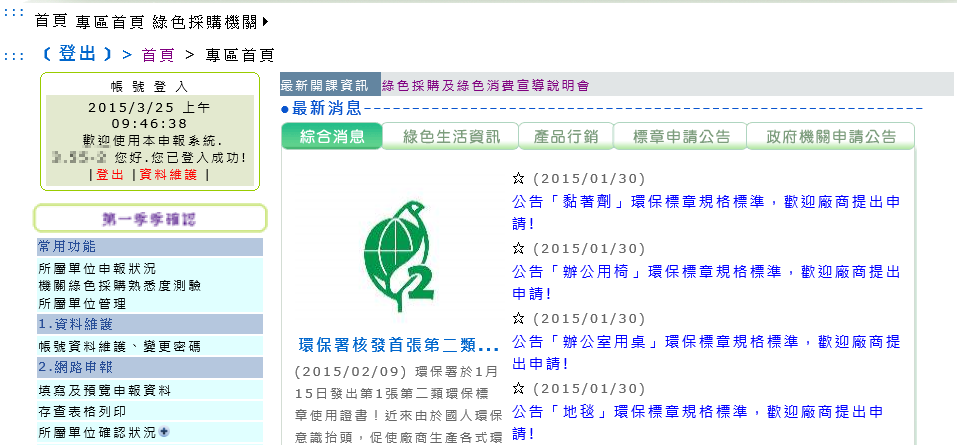 ::: 首頁 專區首頁 綠色採購機關
::: (登出)> 首頁 > 專區首頁
帳號登入
2015/3/25 上午
09:46:38
歡迎使用本申報系統.
您好.您已登入成功!
|登出 |資料維護 |
第一季季確認
常用功能
所屬單位申報狀況
機關綠色採購熟悉度測驗
所屬單位管理
1.資料維護
帳號資料維護、變更密碼
2.網路申報
填寫及預覽申報資料
存查表格列印
所屬單位確認狀況
最新開課資訊 綠色採購及綠色消費宣導說明會
●最新消息
綜合消息 綠色生活資訊 產品行銷 標章申請公告 政府機關申請公告
2
環保署核發首張第二類...
(2015/02/09) 環保署於1月
15日發出第1張第二類環保標
章使用證書！近來由於國人環保
意識抬頭，促使廠商生產各式環
☆ (2015/01/30)
公告「黏著劑」環保標章規格標準，歡迎廠商提出申
請!
☆ (2015/01/30)
公告「辦公用椅」環保標章規格標準，歡迎廠商提出
申請!
☆ (2015/01/30)
公告「辦公室用桌」環保標章規格標準，歡迎廠商提
出申請!
☆ (2015/01/30)
公告「地毯」環保標章規格標準，歡迎廠商提出申
請!